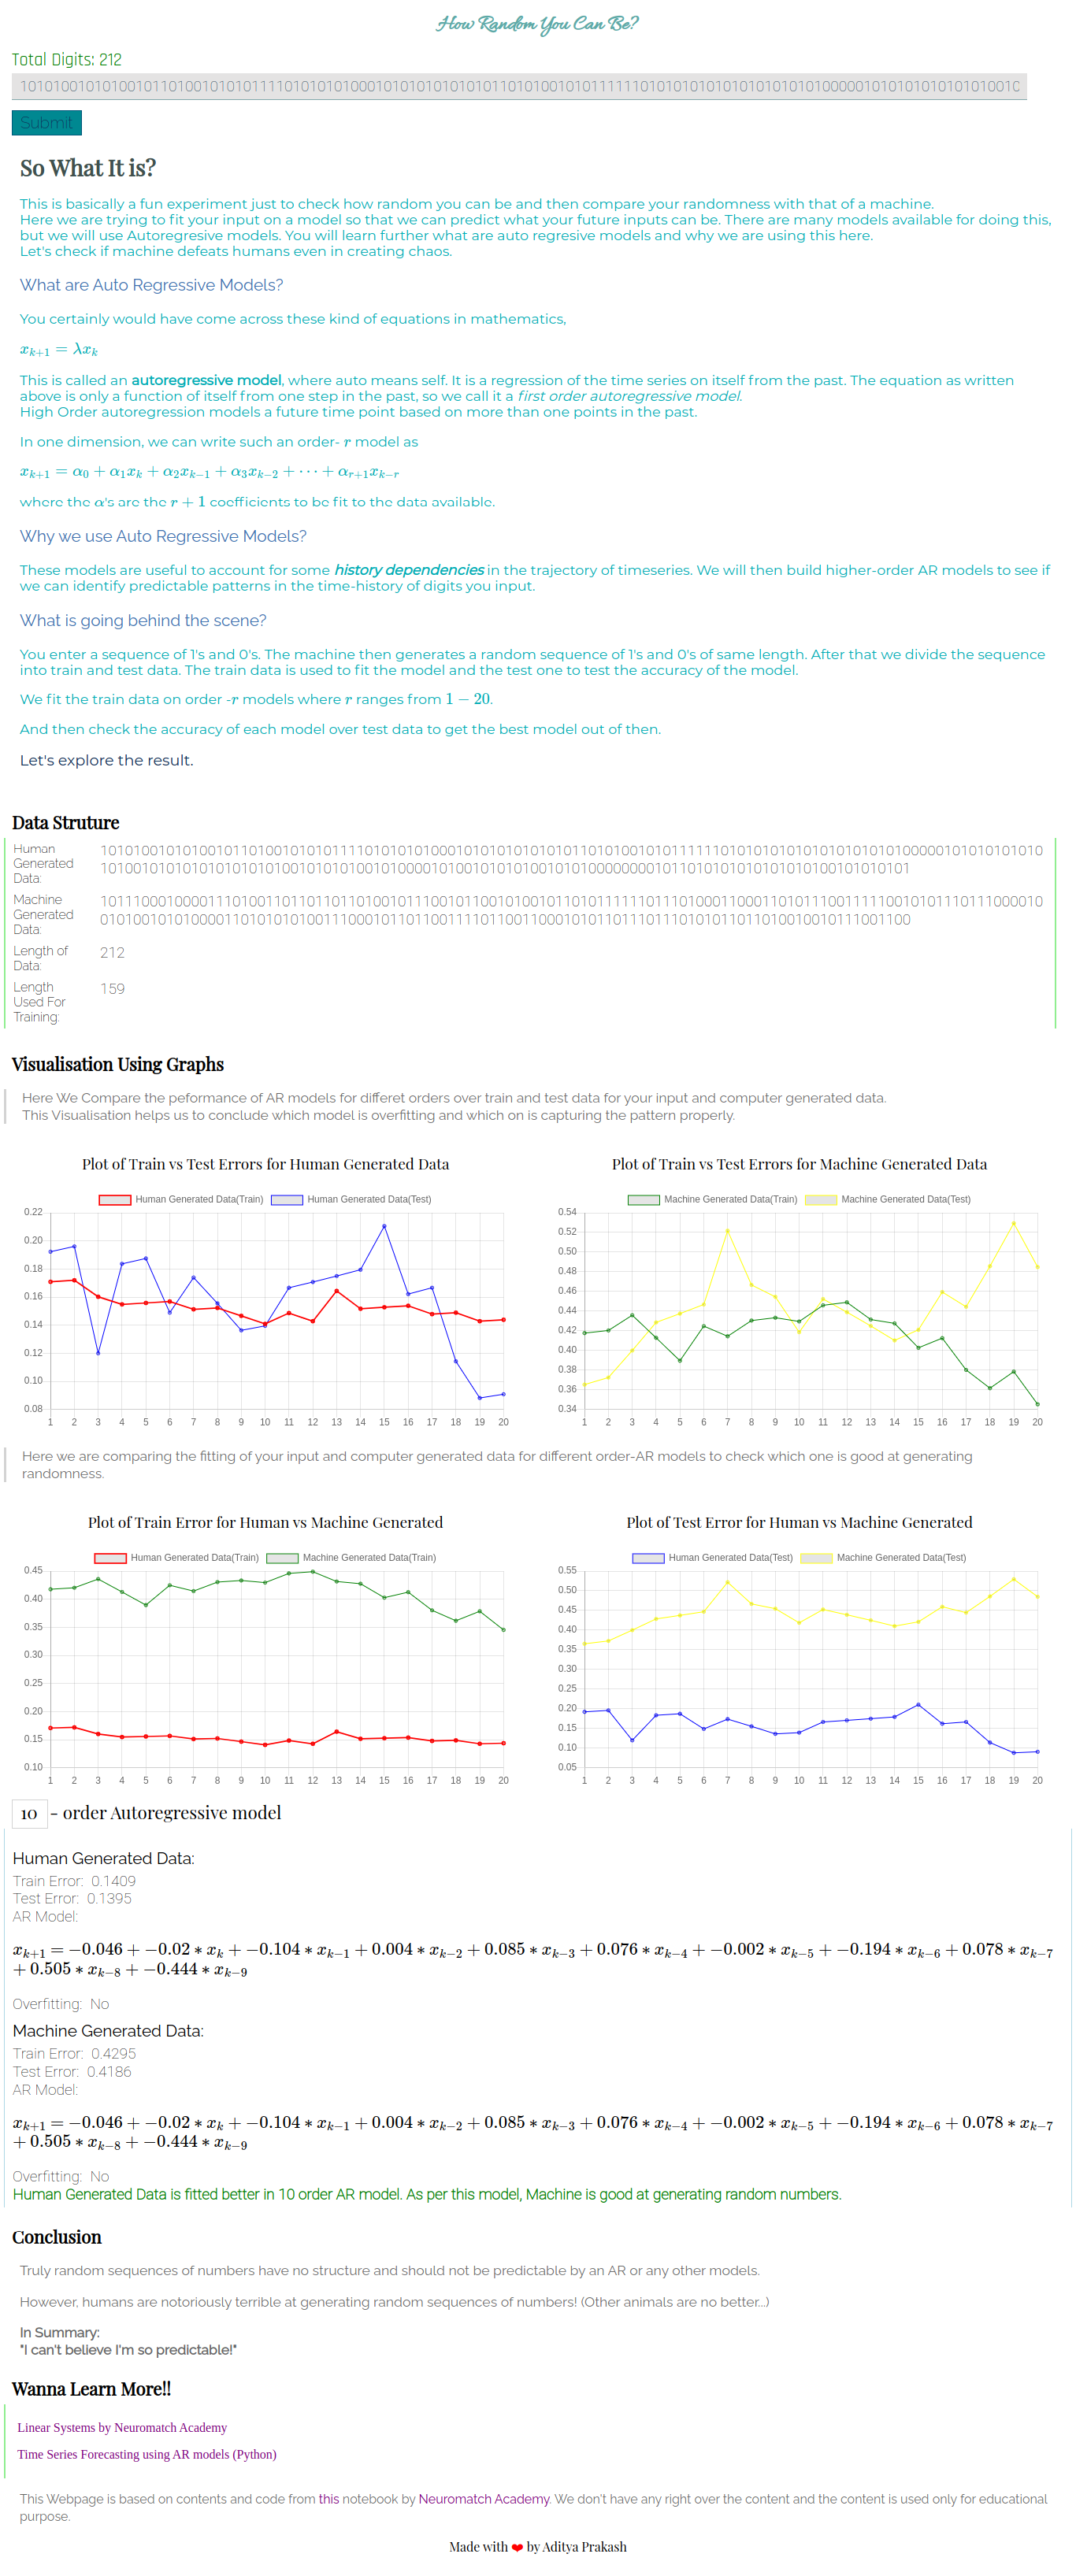 How Random You Can Be?
Total Digits: 212
Submit
So What It is?
This is basically a fun experiment just to check how random you can be and then compare your randomness with that of a machine.
Here we are trying to fit your input on a model so that we can predict what your future inputs can be. There are many models available for doing this,
but we will use Autoregresive models. You will learn further what are auto regresive models and why we are using this here.
Let's check if machine defeats humans even in creating chaos.
What are Auto Regressive Models?
You certainly would have come across these kind of equations in mathematics,
x_{k+1} = λx_k
This is called an autoregressive model, where auto means self. It is a regression of the time series on itself from the past. The equation as written
above is only a function of itself from one step in the past, so we call it a first order autoregressive model.
High Order autoregression models a future time point based on more than one points in the past.
In one dimension, we can write such an order- r model as
x_{k+1} = α_0 + α_1x_k + α_2x_{k−1} + α_3x_{k−2} + ⋯ + α_{r+1}x_{k−r}
where the α's are the r + 1 coefficients to be fit to the data available.
Why we use Auto Regressive Models?
These models are useful to account for some history dependencies in the trajectory of timeseries. We will then build higher-order AR models to see if
we can identify predictable patterns in the time-history of digits you input.
What is going behind the scene?
You enter a sequence of 1's and 0's. The machine then generates a random sequence of 1's and 0's of same length. After that we divide the sequence
into train and test data. The train data is used to fit the model and the test one to test the accuracy of the model.
We fit the train data on order -r models where r ranges from 1 − 20.
And then check the accuracy of each model over test data to get the best model out of then.
Let's explore the result.
Data Struture
Human
Generated
Data:
Machine
Generated
Data:
Length of
Data:
212
Length
Used For
Training:
159
Visualisation Using Graphs
Here We Compare the peformance of AR models for differet orders over train and test data for your input and computer generated data.
This Visualisation helps us to conclude which model is overfitting and which on is capturing the pattern properly.
Plot of Train vs Test Errors for Human Generated Data
Human Generated Data(Train) Human Generated Data(Test)
0.22
0.20
0.18
0.16
0.14
0.12
0.10
0.08
1 2 3 4 5 6 7 8 9 10 11 12 13 14 15 16 17 18 19 20
Plot of Train vs Test Errors for Machine Generated Data
Machine Generated Data(Train) Machine Generated Data(Test)
0.54
0.52
0.50
0.48
0.46
0.44
0.42
0.40
0.38
0.36
0.34
1 2 3 4 5 6 7 8 9 10 11 12 13 14 15 16 17 18 19 20
Here we are comparing the fitting of your input and computer generated data for different order-AR models to check which one is good at generating
randomness.
Plot of Train Error for Human vs Machine Generated
Human Generated Data(Train) Machine Generated Data(Train)
0.45
0.40
0.35
0.30
0.25
0.20
0.15
0.10
1 2 3 4 5 6 7 8 9 10 11 12 13 14 15 16 17 18 19 20
Plot of Test Error for Human vs Machine Generated
Human Generated Data(Test) Machine Generated Data(Test)
0.55
0.50
0.45
0.40
0.35
0.30
0.25
0.20
0.15
0.10
0.05
1 2 3 4 5 6 7 8 9 10 11 12 13 14 15 16 17 18 19 20
10 - order Autoregressive model
Human Generated Data:
Train Error: 0.1409
Test Error: 0.1395
AR Model:
x_{k+1} = −0.046 + −0.02 ∗ x_k + −0.104 ∗ x_{k−1} + 0.004 ∗ x_{k−2} + 0.085 ∗ x_{k−3} + 0.076 ∗ x_{k−4} + −0.002 ∗ x_{k−5} + −0.194 ∗ x_{k−6} + 0.078 ∗ x_{k−7}
+ 0.505 ∗ x_{k−8} + −0.444 ∗ x_{k−9}
Overfitting: No
Machine Generated Data:
Train Error: 0.4295
Test Error: 0.4186
AR Model:
x_{k+1} = −0.046 + −0.02 ∗ x_k + −0.104 ∗ x_{k−1} + 0.004 ∗ x_{k−2} + 0.085 ∗ x_{k−3} + 0.076 ∗ x_{k−4} + −0.002 ∗ x_{k−5} + −0.194 ∗ x_{k−6} + 0.078 ∗ x_{k−7}
+ 0.505 ∗ x_{k−8} + −0.444 ∗ x_{k−9}
Overfitting: No
Human Generated Data is fitted better in 10 order AR model. As per this model, Machine is good at generating random numbers.
Conclusion
Truly random sequences of numbers have no structure and should not be predictable by an AR or any other models.
However, humans are notoriously terrible at generating random sequences of numbers! (Other animals are no better...)
In Summary:
"I can't believe I'm so predictable!"
Wanna Learn More!!
Linear Systems by Neuromatch Academy
Time Series Forecasting using AR models (Python)
This Webpage is based on contents and code from this notebook by Neuromatch Academy. We don't have any right over the content and the content is used only for educational
purpose.
Made with ❤ by Aditya Prakash